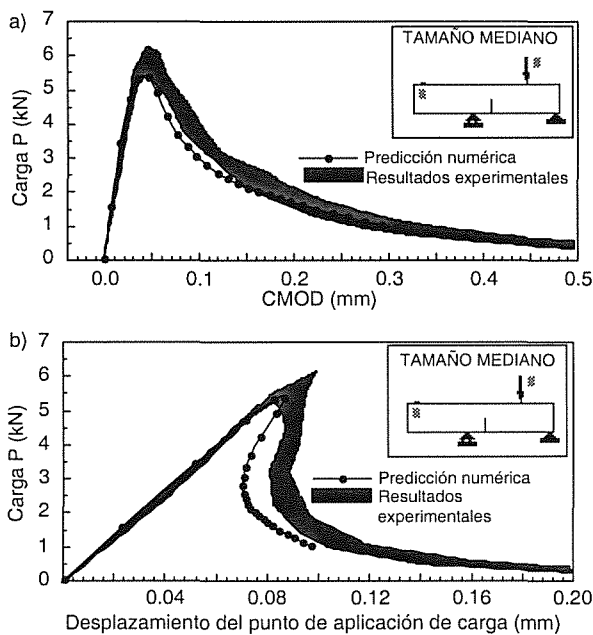 a)
7
6
5
4
3
2
1
0
Carga P (kN)
TAMAÑO MEDIANO
Predicción numérica
Resultados experimentales
0.0 0.1 0.2 0.3 0.4 0.5
CMOD (mm)
b)
7
6
5
4
3
2
1
0
Carga P (kN)
TAMAÑO MEDIANO
Predicción numérica
Resultados
experimentales
0.04 0.08 0.10 0.12 0.16 0.20
Desplazamiento del punto de aplicación de carga (mm)